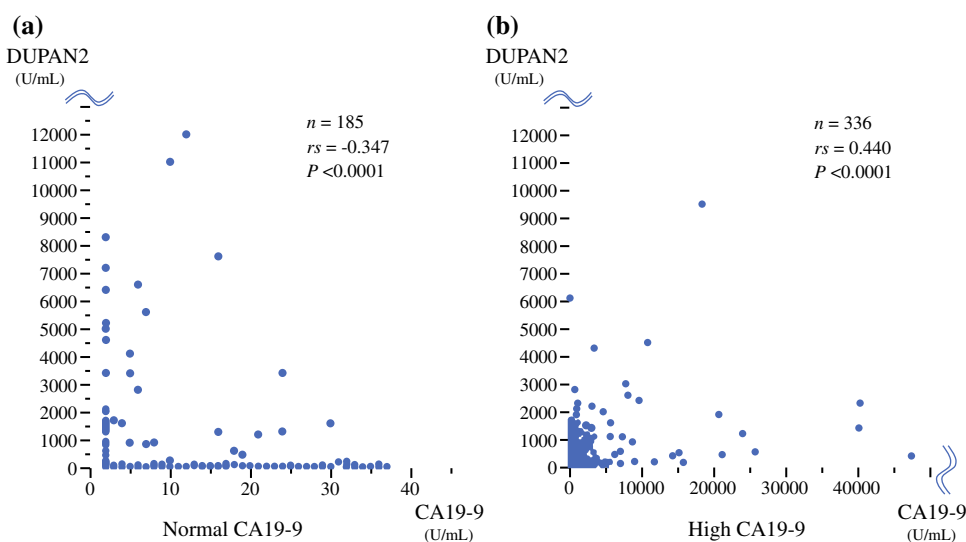 (a)
DUPAN2
(U/mL)
n = 185
rs = -0.347
P <0.0001
12000
11000
10000
9000
8000
7000
6000
5000
4000
3000
2000
1000
0
0 10 20 30 40
Normal CA19-9
CA19-9
(U/mL)
(b)
DUPAN2
(U/mL)
n = 336
rs = 0.440
P <0.0001
12000
11000
10000
9000
8000
7000
6000
5000
4000
3000
2000
1000
0
0 10000 20000 30000 40000
High CA19-9
CA19-9
(U/mL)